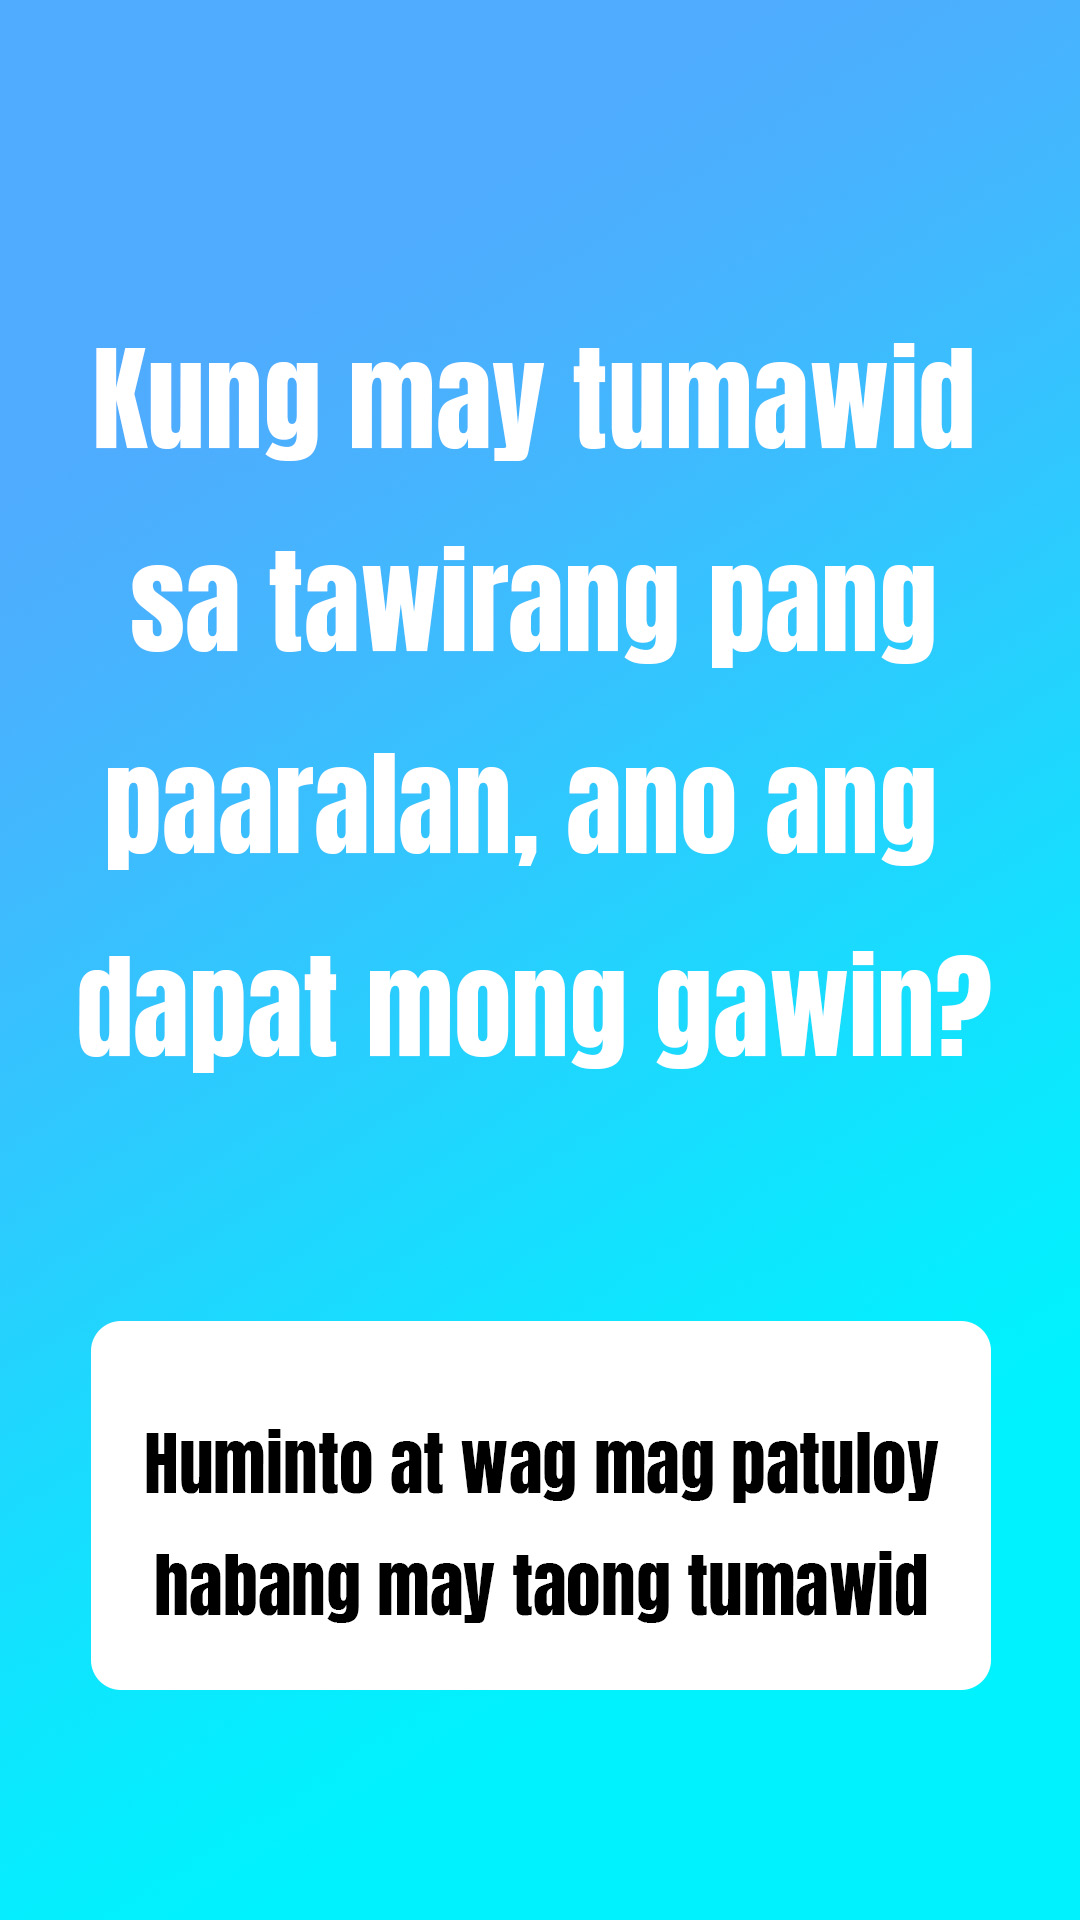 Kung may tumawid
sa tawirang pang
paaralan, ano ang
dapat mong gawin?
Huminto at wag mag patuloy
habang may taong tumawid